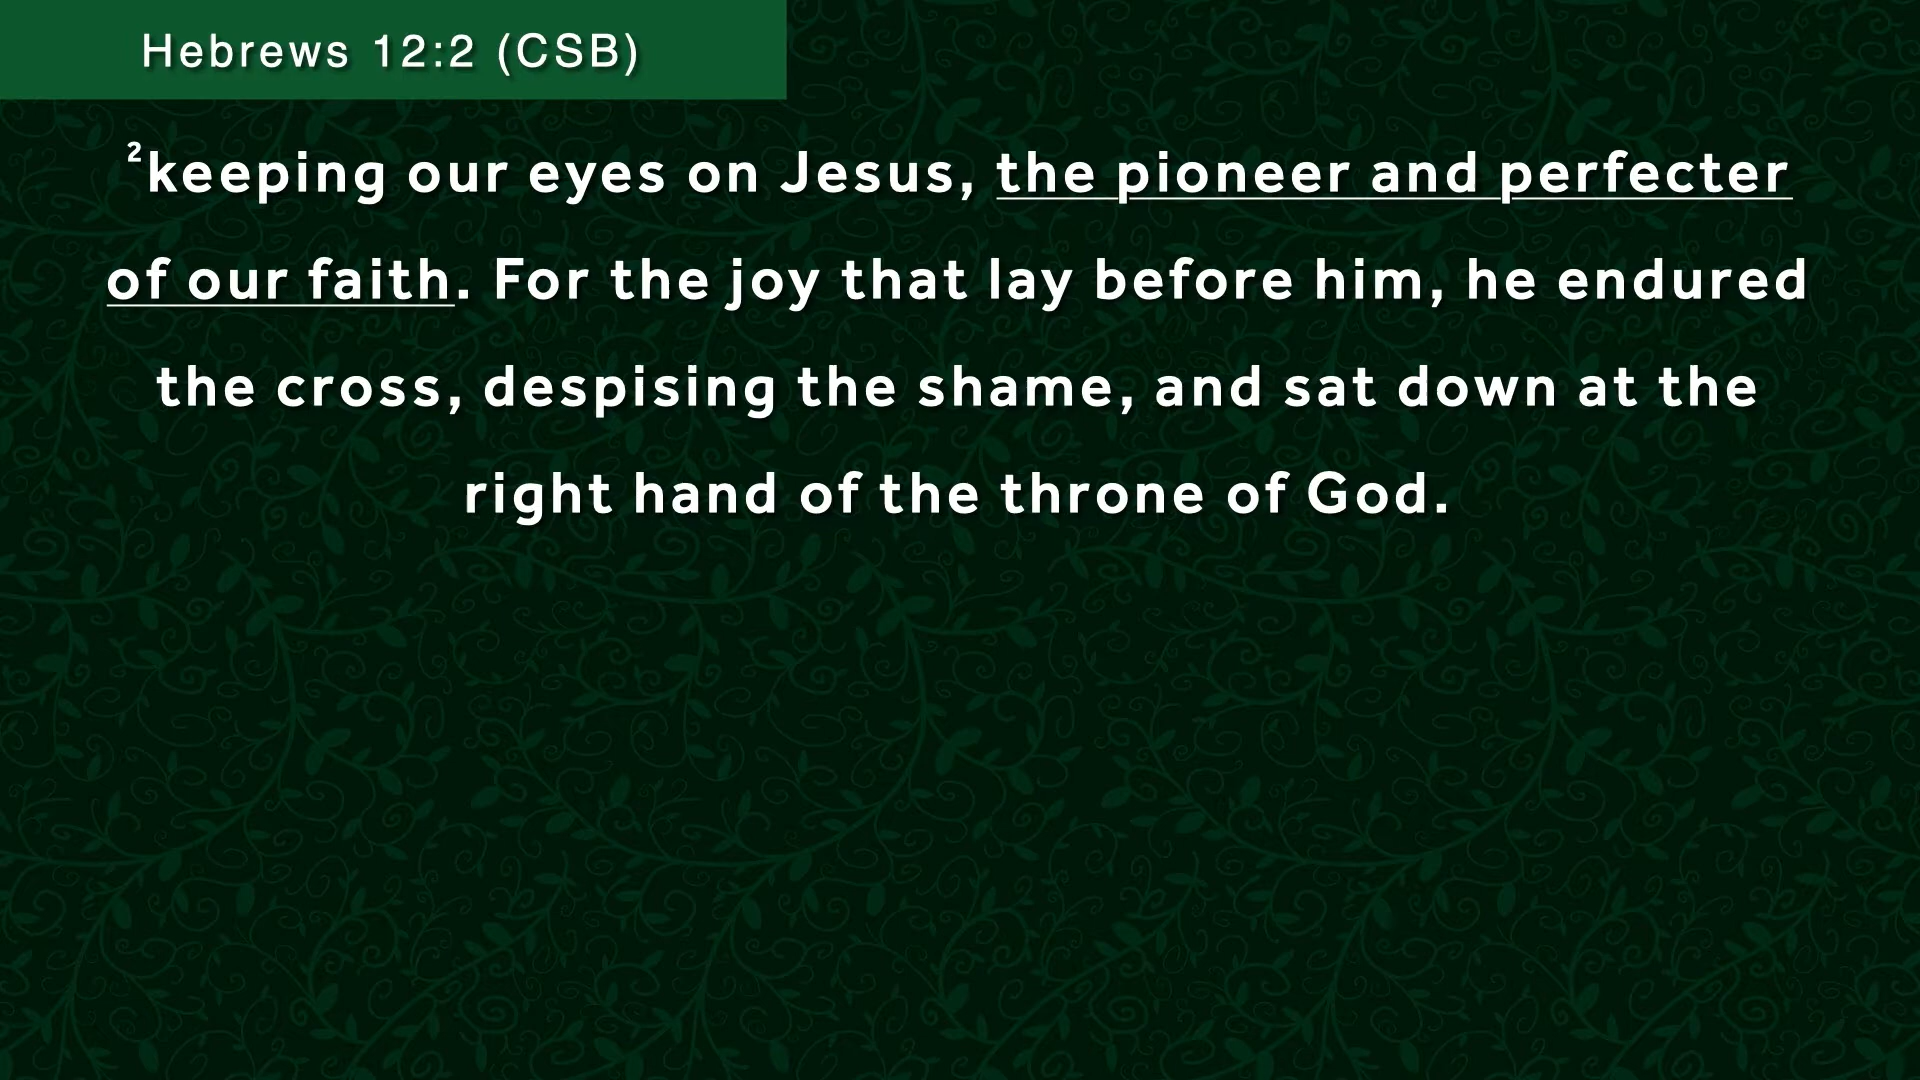 Hebrews 12:2 (CSB)
²keeping our eyes on Jesus, the pioneer and perfecter
of our faith. For the joy that lay before him, he endured
the cross, despising the shame, and sat down at the
right hand of the throne of God.